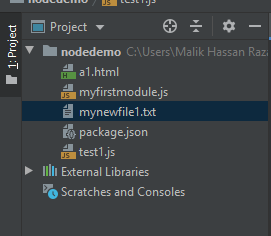 nodedemo test1.js
1: Project
Project
nodedemo C:\Users\Malik Hassan Raza
a1.html
myfirstmodule.js
mynewfile1.txt
package.json
test1.js
External Libraries
Scratches and Consoles